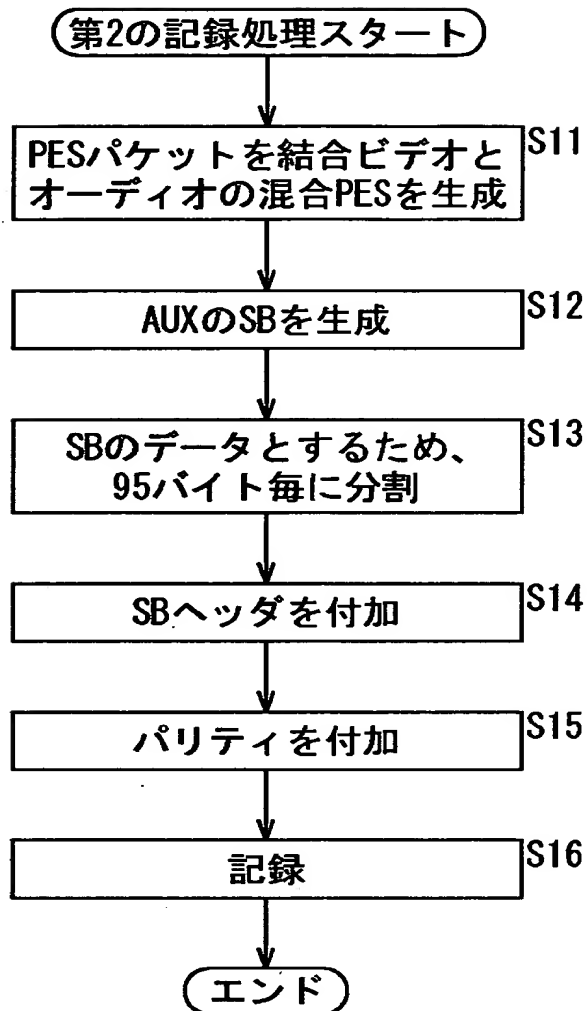 第2の記録処理スタート
S11
PESパケットを結合ビデオと
オーディオの混合PESを生成
S12
AUXのSBを生成
S13
SBのデータとするため、
95バイト毎に分割
S14
SBヘッダを付加
S15
パリティを付加
S16
記録
エンド